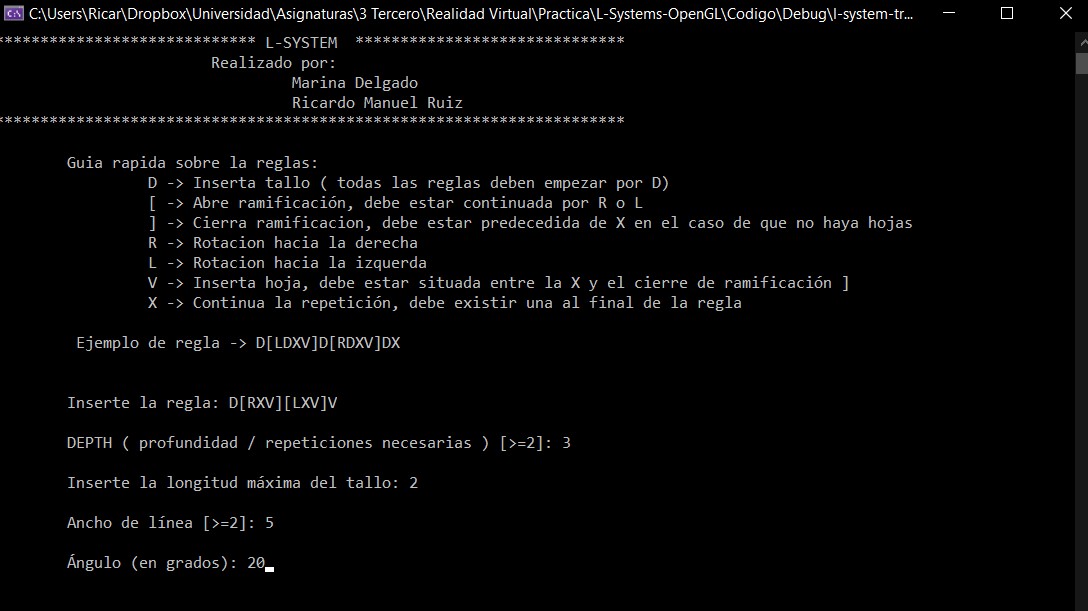 C:\Users\Ricar\Dropbox\Universidad\Asignaturas\3 Tercero\Realidad Virtual\Practica\L-Systems-OpenGL\Codigo\Debug\l-system-tr...
**************************** L-SYSTEM ******************************
Realizado por:
Marina Delgado
Ricardo Manuel Ruiz
*********************************************************************
Guia rapida sobre la reglas:
D -> Inserta tallo ( todas las reglas deben empezar por D)
[ -> Abre ramificación, debe estar continuada por R o L
] -> Cierra ramificacion, debe estar predecedida de X en el caso de que no haya hojas
R -> Rotacion hacia la derecha
L -> Rotacion hacia la izquerda
V -> Inserta hoja, debe estar situada entre la X y el cierre de ramificación ]
X -> Continua la repetición, debe existir una al final de la regla
Ejemplo de regla -> D[LDXV]D[RDXV]DX
Inserte la regla: D[RXV][LXV]V
DEPTH ( profundidad / repeticiones necesarias ) [>=2]: 3
Inserte la longitud máxima del tallo: 2
Ancho de línea [>=2]: 5
Ángulo (en grados): 20